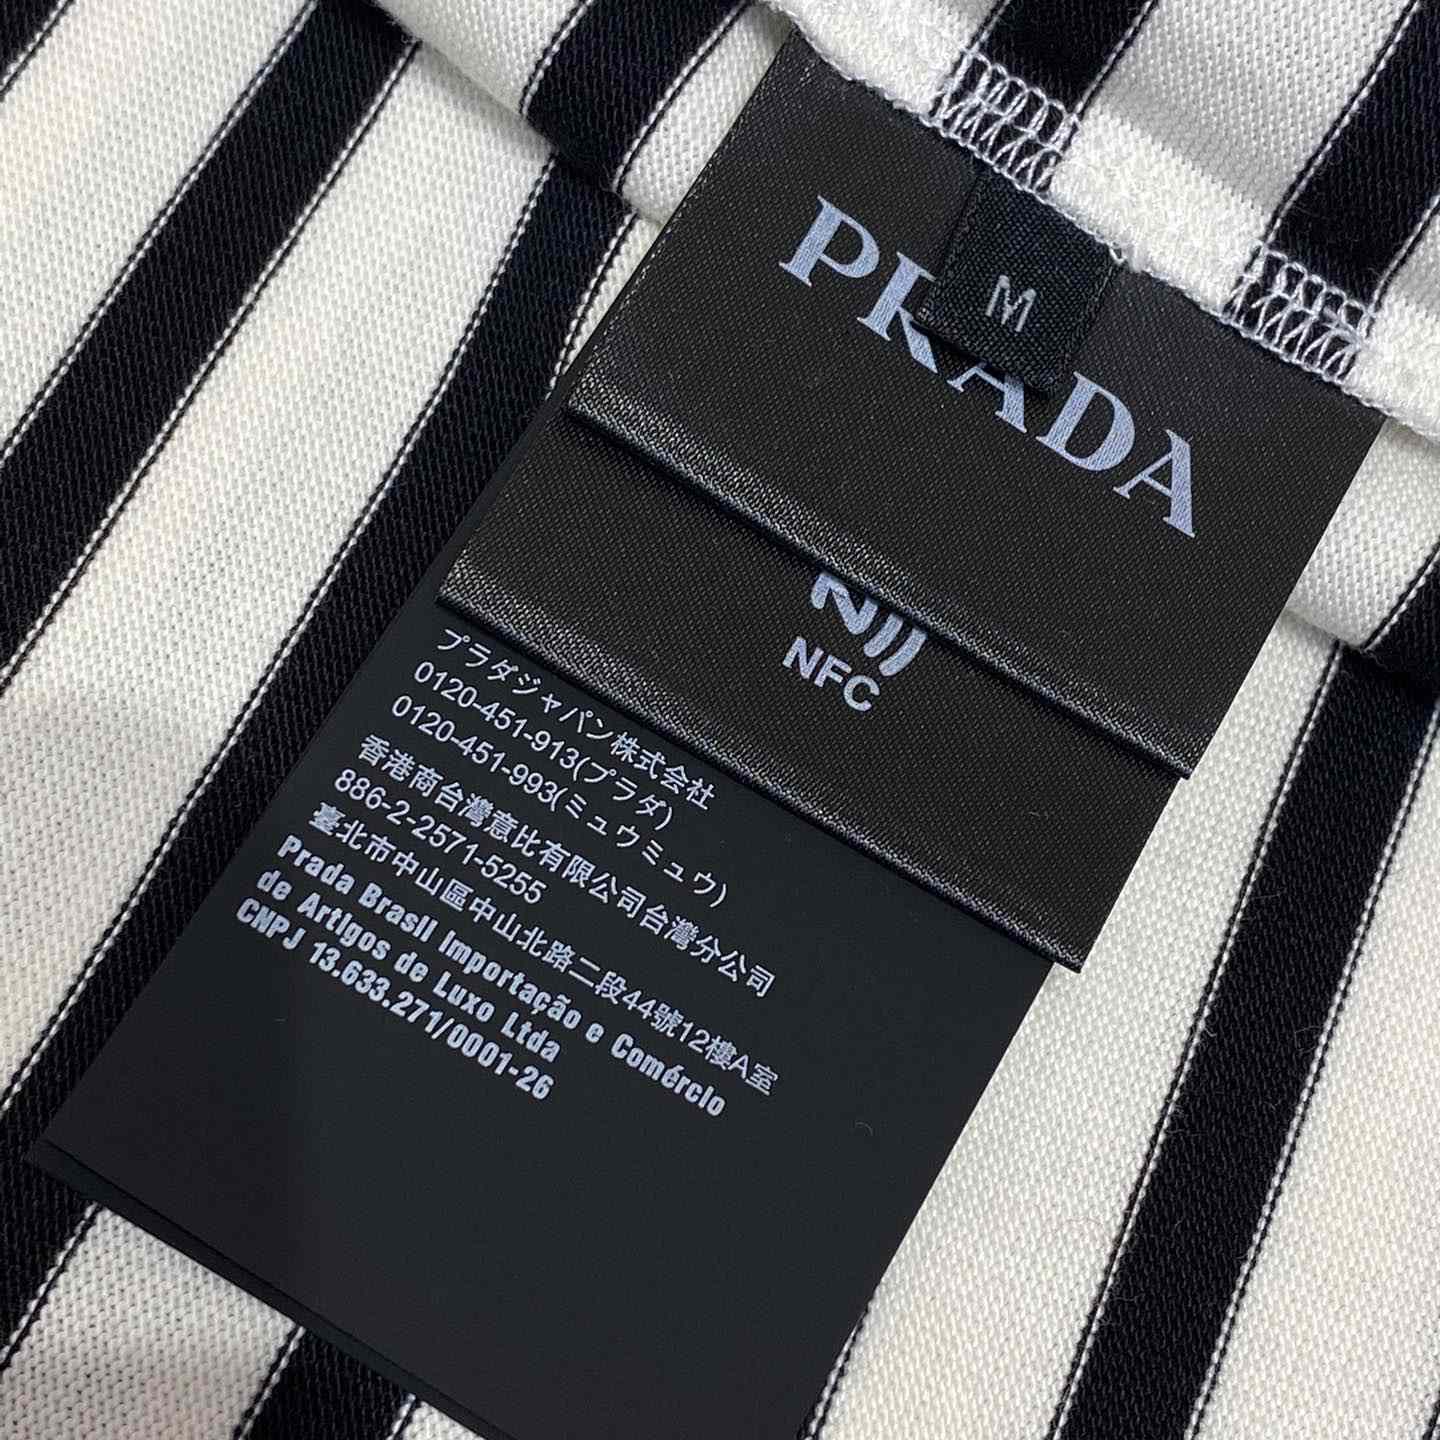 PRADA
M
NFC
プラダジャパン株式会社
0120-451-913(プラダ)
0120-451-993(ミュウミュウ)
香港商台灣意比有限公司台灣分公司
886-2-2571-5255
臺北市中山區中山北路二段44號12樓A室
Prada Brasil Importação e Comércio
de Artigos de Luxo Ltda
CNPJ 13.633.271/0001-26